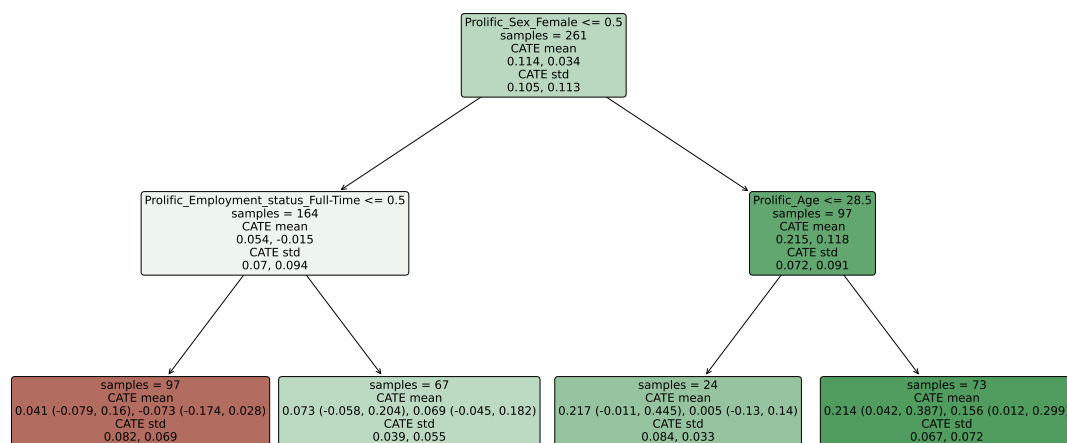 Prolific_Sex_Female <= 0.5
samples = 261
CATE mean
0.114, 0.034
CATE std
0.105, 0.113
Prolific_Employment_status_Full-Time <= 0.5
samples = 164
CATE mean
0.054, -0.015
CATE std
0.07, 0.094
Prolific_Age <= 28.5
samples = 97
CATE mean
0.215, 0.118
CATE std
0.072, 0.091
samples = 97
CATE mean
0.041 (-0.079, 0.16), -0.073 (-0.174, 0.028)
CATE std
0.082, 0.069
samples = 67
CATE mean
0.073 (-0.058, 0.204), 0.069 (-0.045, 0.182)
CATE std
0.039, 0.055
samples = 24
CATE mean
0.217 (-0.011, 0.445), 0.005 (-0.13, 0.14)
CATE std
0.084, 0.033
samples = 73
CATE mean
0.214 (0.042, 0.387), 0.156 (0.012, 0.299)
CATE std
0.067, 0.072